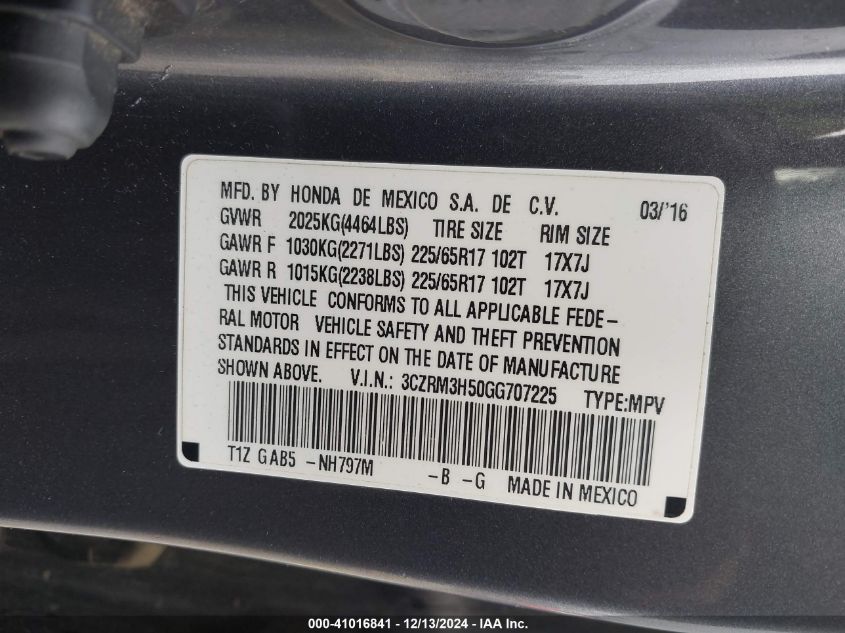 MFD. BY HONDA DE MEXICO S.A. DE C.V. 03/'16
GVWR 2025KG(4464LBS) TIRE SIZE RIM SIZE
GAWR F 1030KG(2271LBS) 225/65R17 102T 17X7J
GAWR R 1015KG(2238LBS) 225/65R17 102T 17X7J
THIS VEHICLE CONFORMS TO ALL APPLICABLE FEDE-
RAL MOTOR VEHICLE SAFETY AND THEFT PREVENTION
STANDARDS IN EFFECT ON THE DATE OF MANUFACTURE
SHOWN ABOVE. V.I.N.: 3CZRM3H50GG707225 TYPE:MPV
T1Z GAB5 -NH797M -B -G MADE IN MEXICO
000-41016841 - 12/13/2024 - IAA Inc.